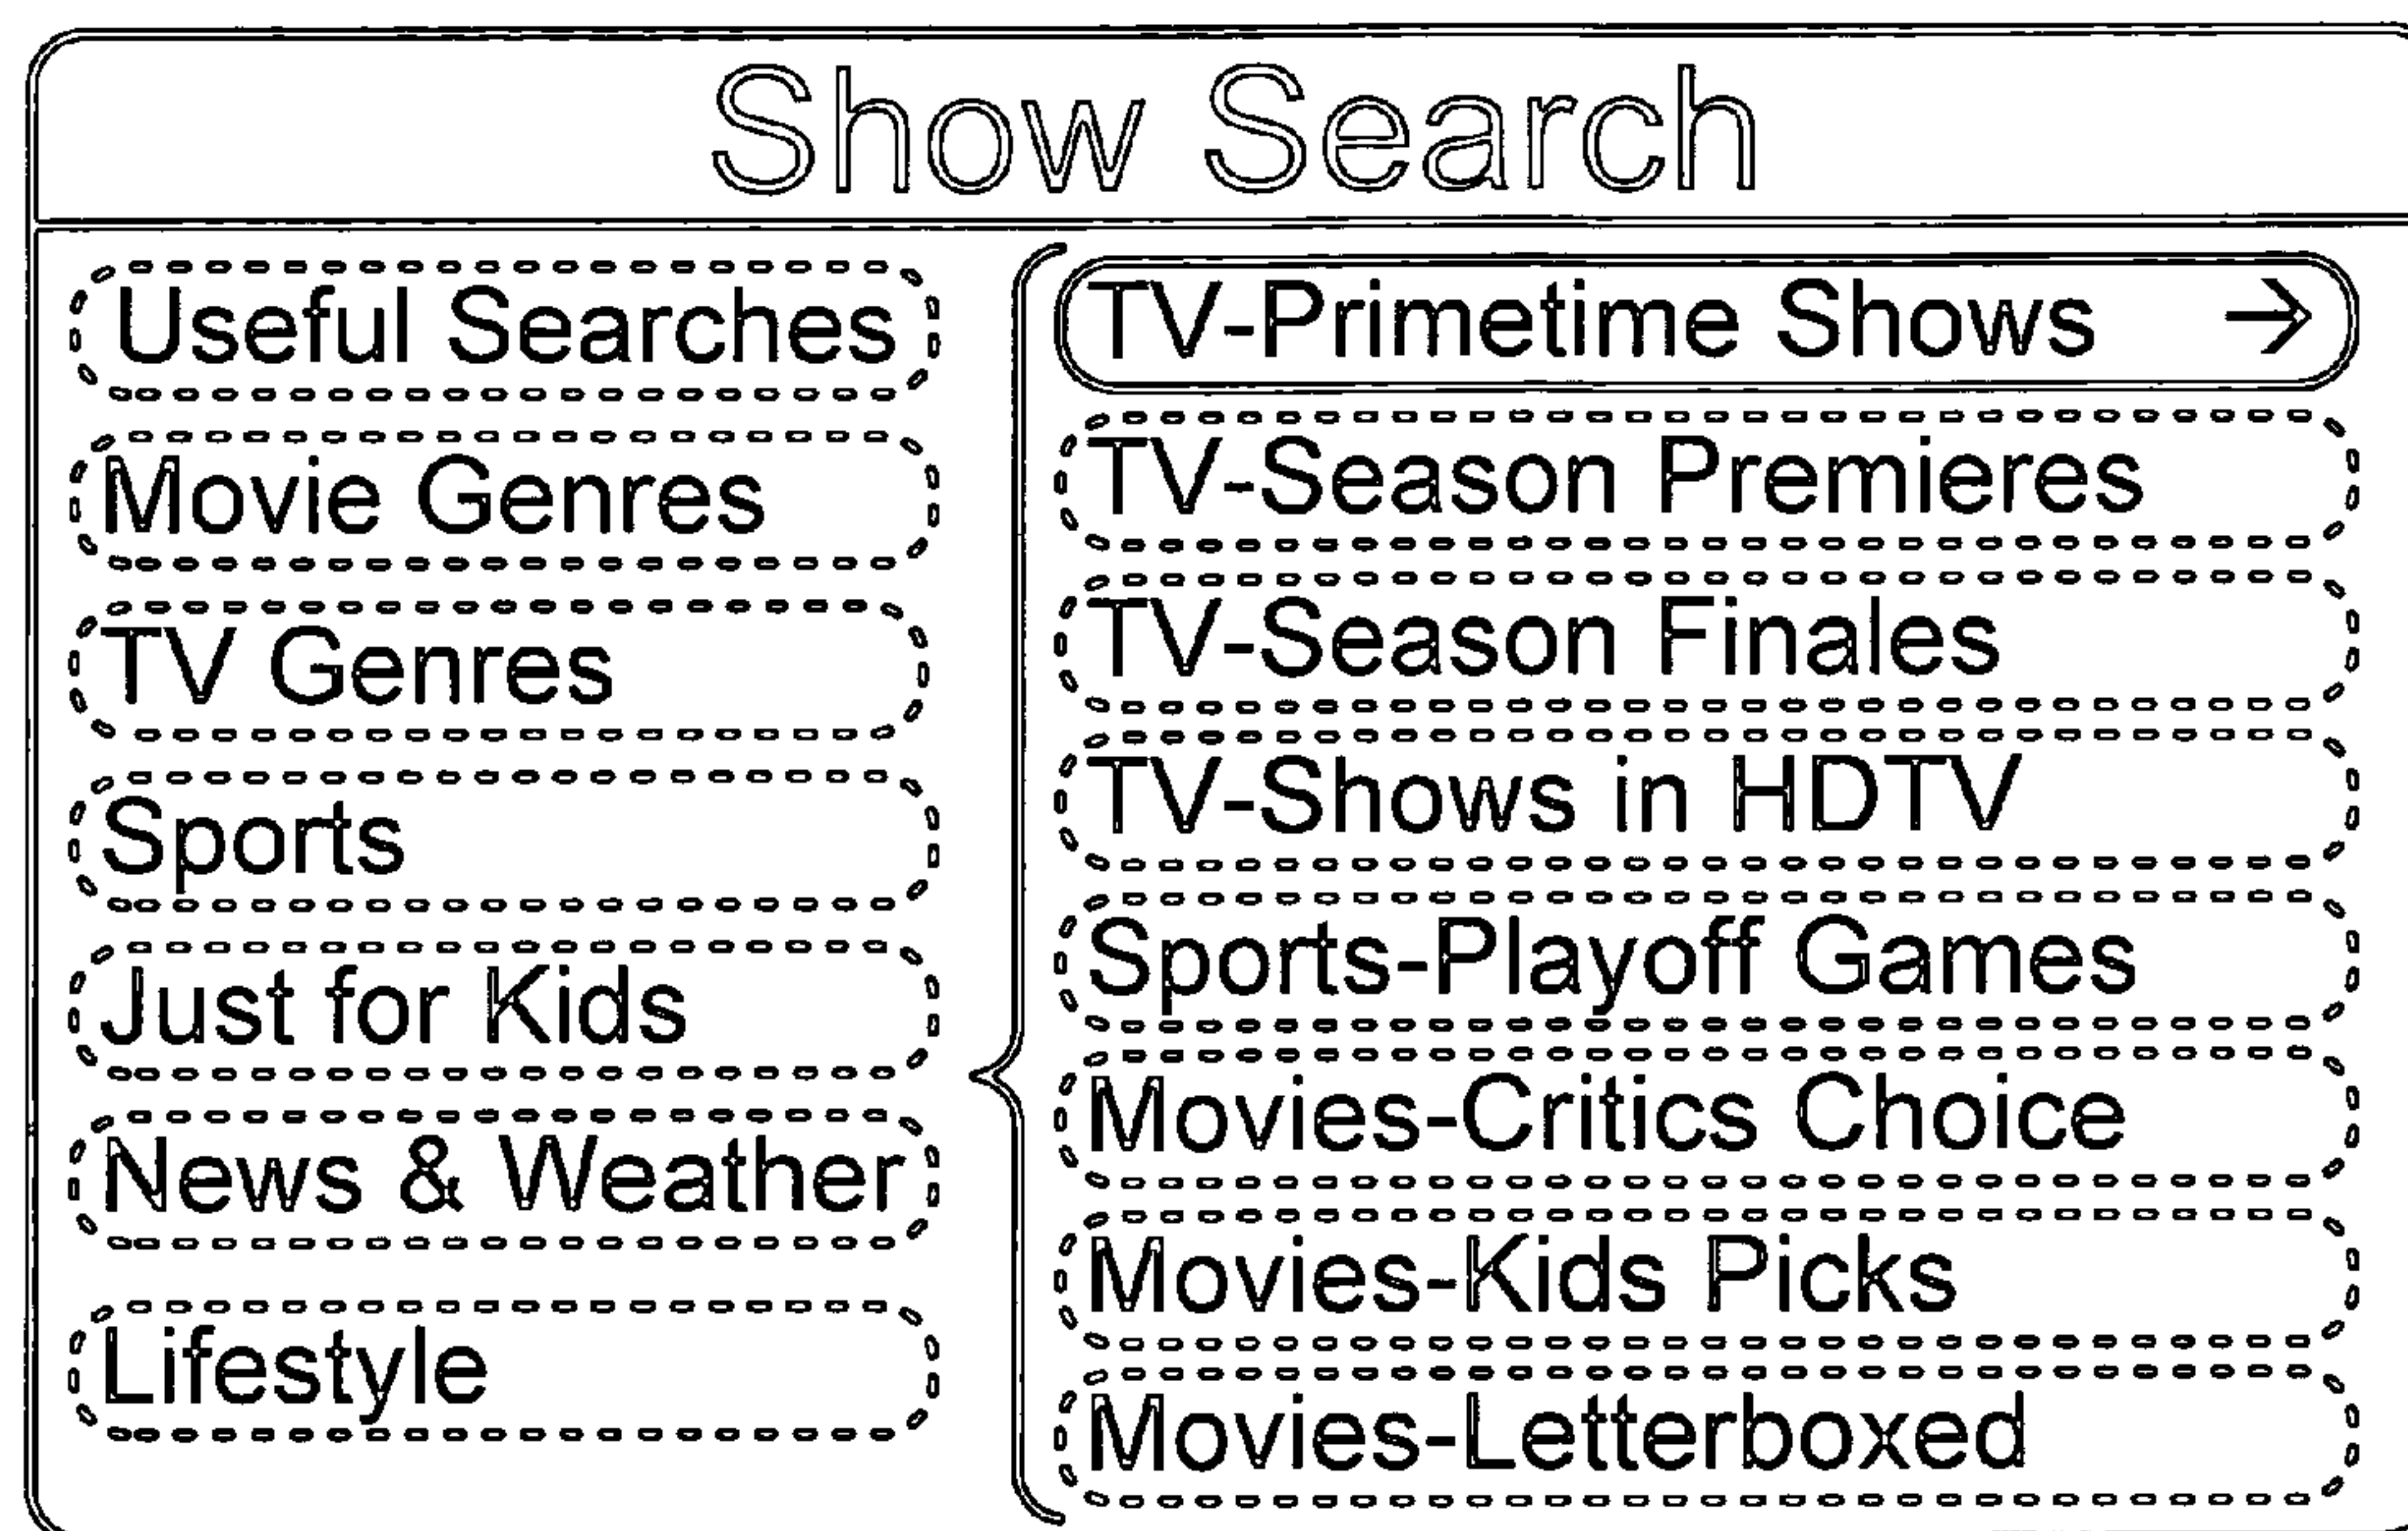 Show Search
Useful Searches
Movie Genres
TV Genres
Sports
Just for Kids
News & Weather
Lifestyle
TV-Primetime Shows →
TV-Season Premieres
TV-Season Finales
TV-Shows in HDTV
Sports-Playoff Games
Movies-Critics Choice
Movies-Kids Picks
Movies-Letterboxed